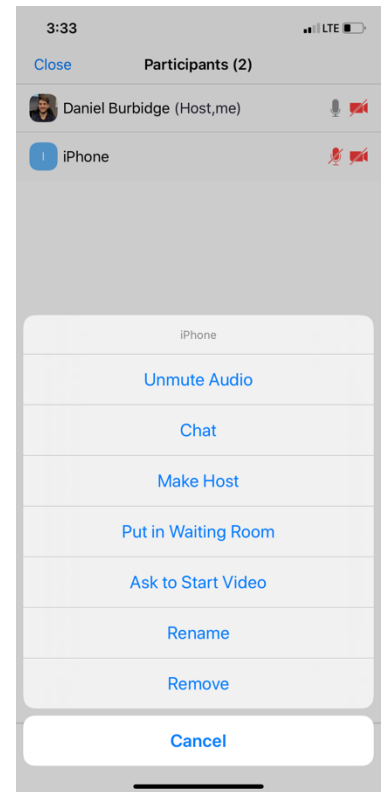 3:33
LTE
Close Participants (2)
Daniel Burbidge (Host,me)
I iPhone
iPhone
Unmute Audio
Chat
Make Host
Put in Waiting Room
Ask to Start Video
Rename
Remove
Cancel